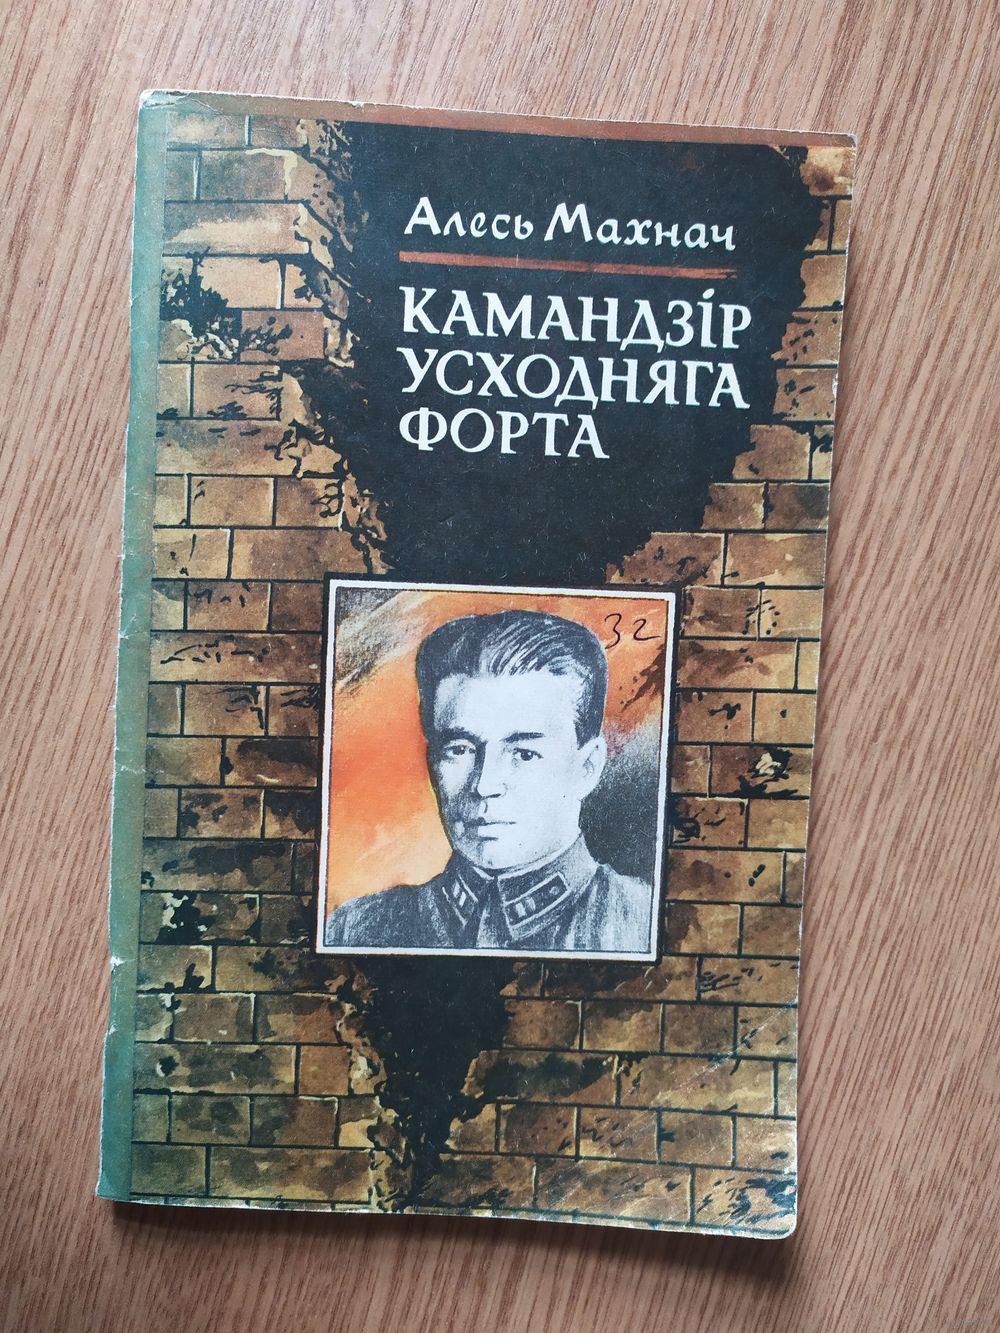 Алесь Махнач
КАМАНДЗІР
УСХОДНЯГА
ФОРТА
32